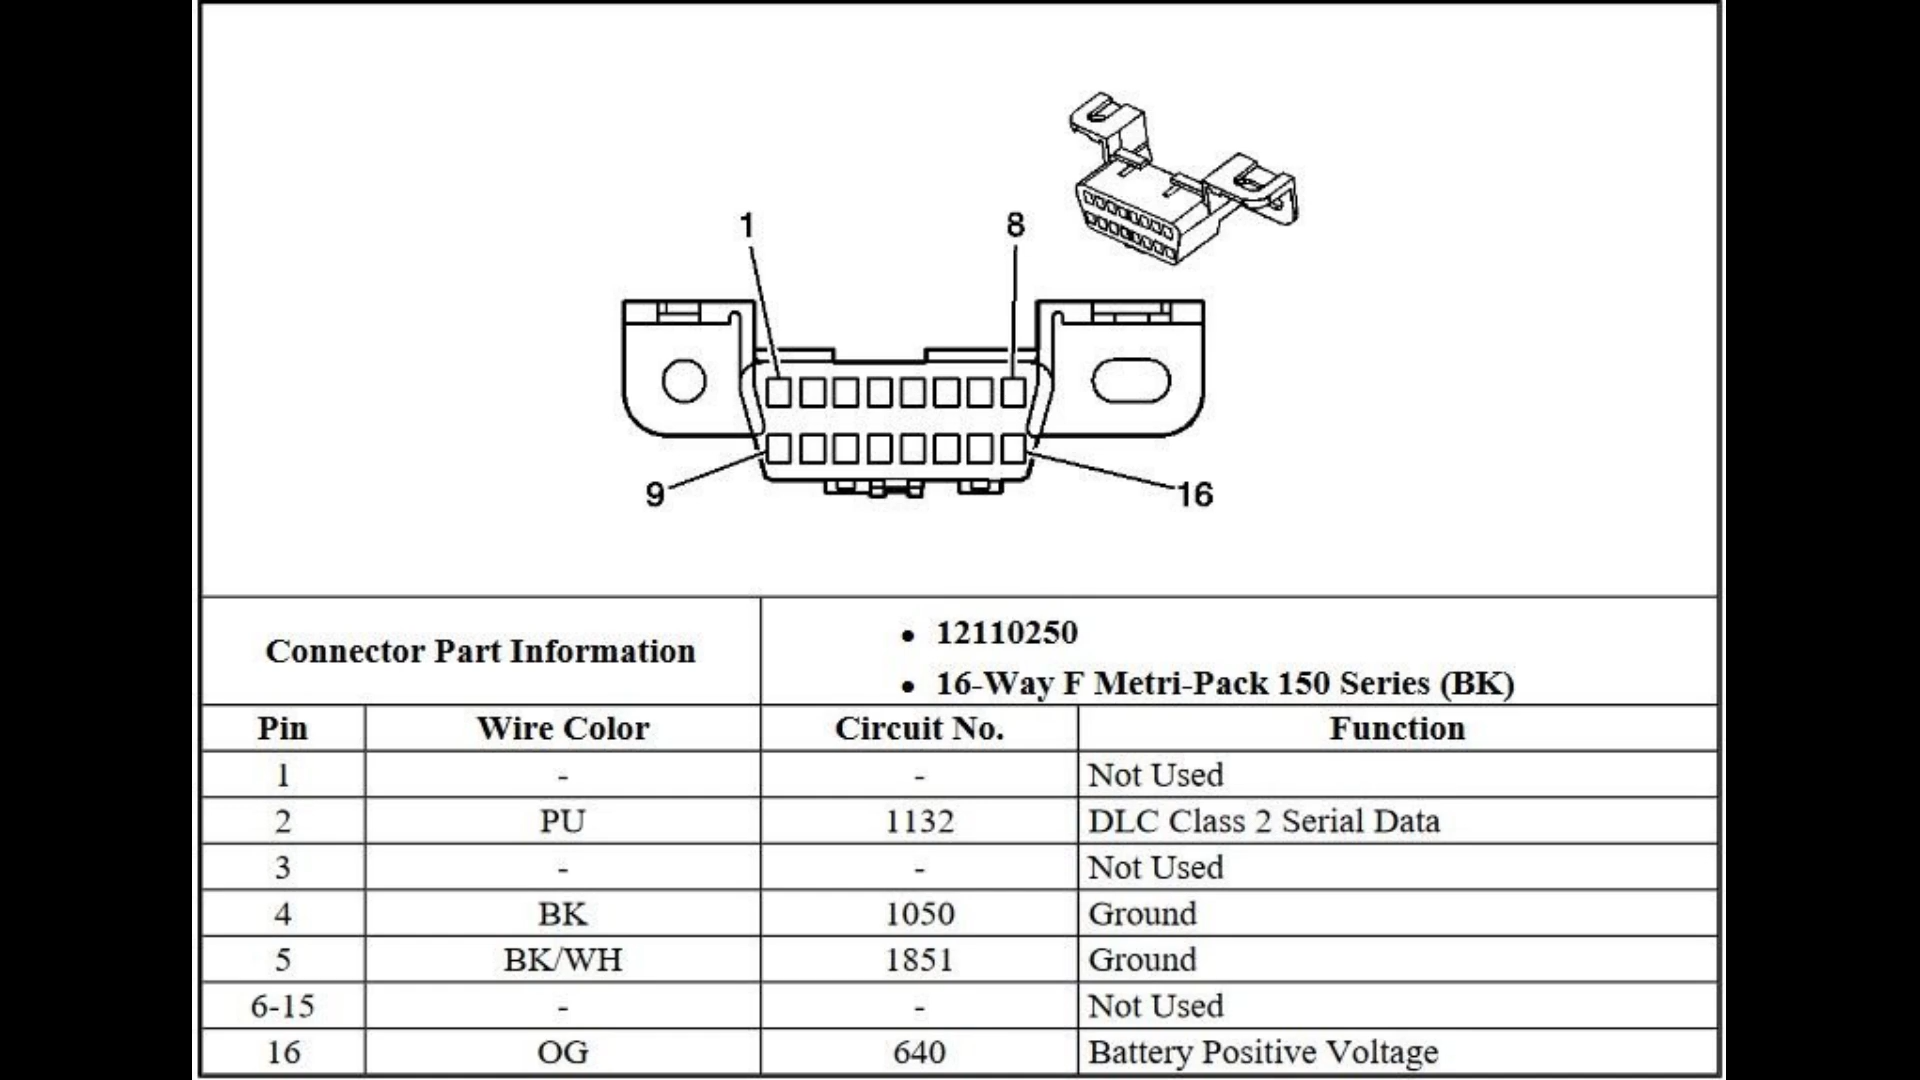 1 8
9 16
Connector Part Information
• 12110250
• 16-Way F Metri-Pack 150 Series (BK)
Pin Wire Color Circuit No. Function
1 - - Not Used
2 PU 1132 DLC Class 2 Serial Data
3 - - Not Used
4 BK 1050 Ground
5 BK/WH 1851 Ground
6-15 - - Not Used
16 OG 640 Battery Positive Voltage